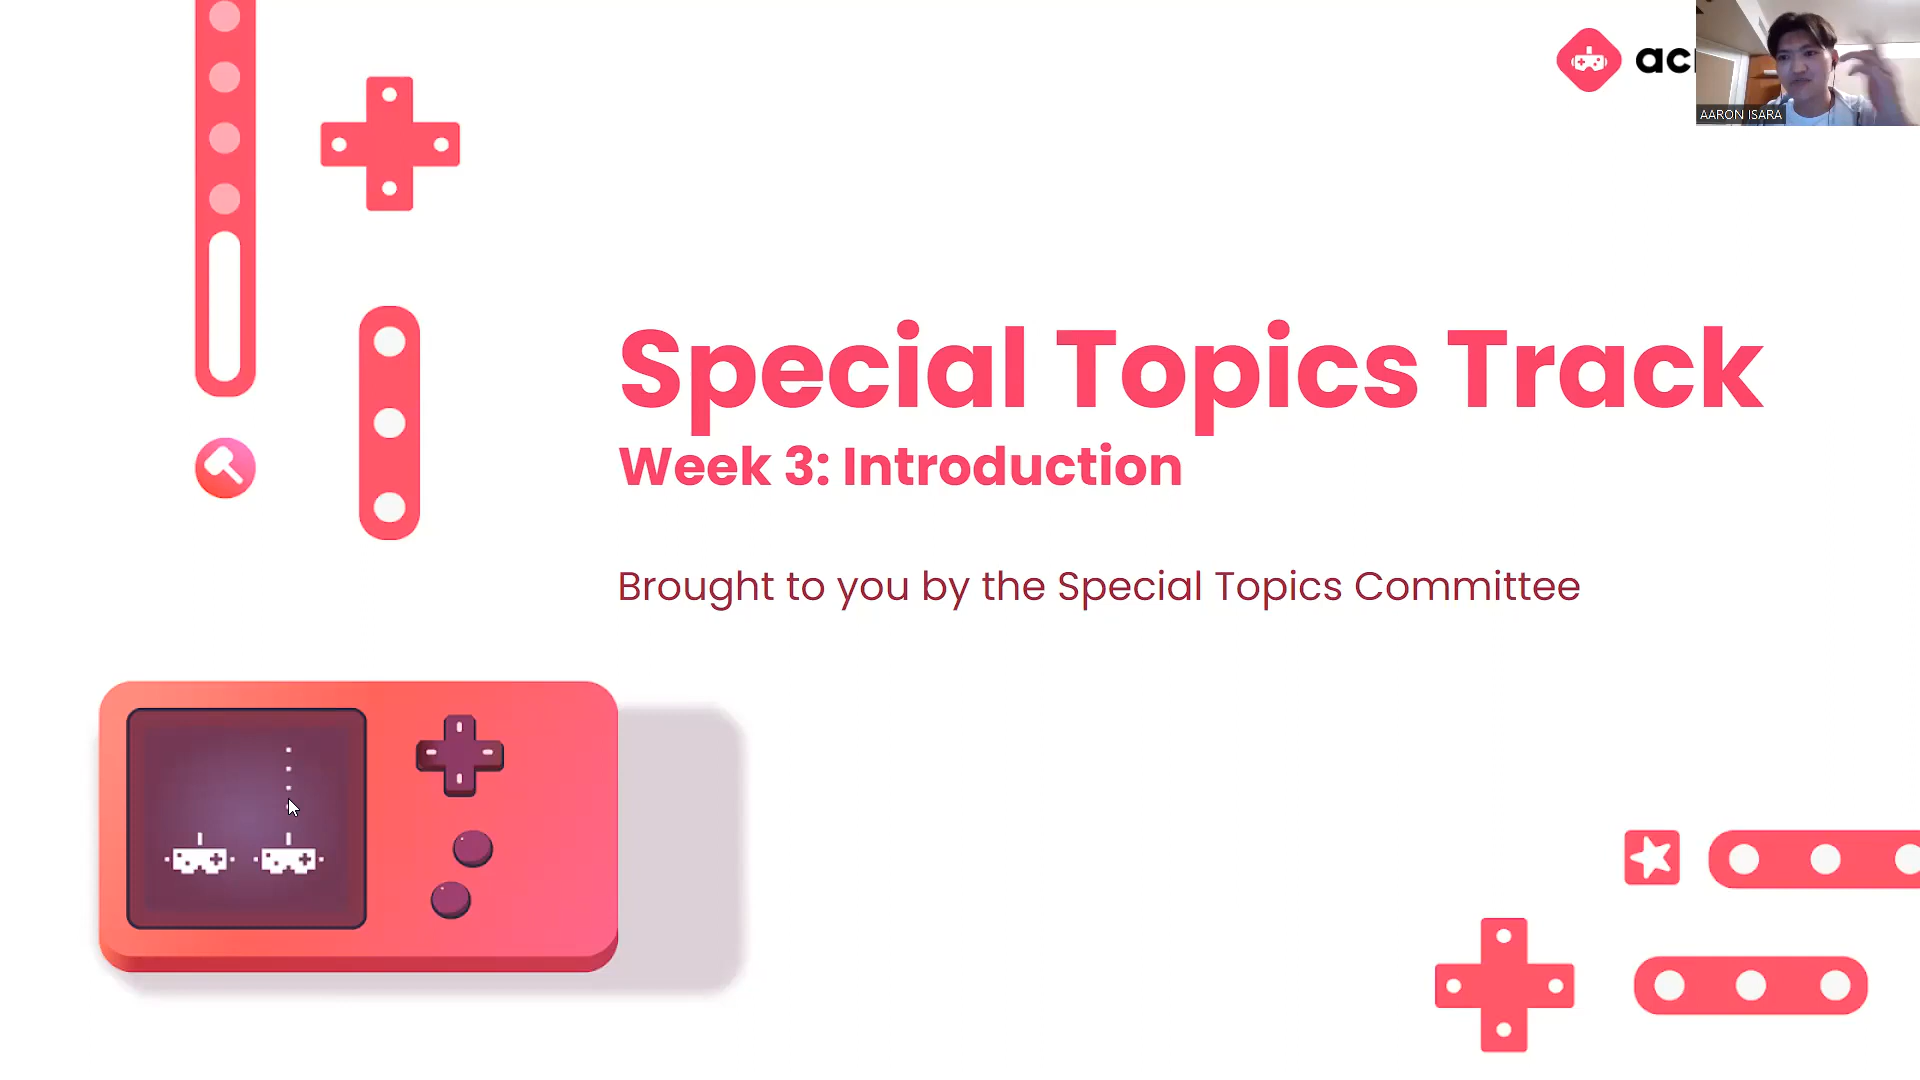 ac
AARON ISARA
Special Topics Track
Week 3: Introduction
Brought to you by the Special Topics Committee